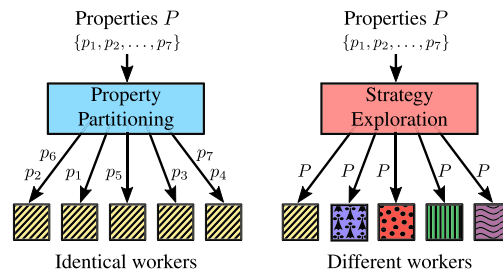 Properties P
{p₁, p₂, . . . , p₇}
Property
Partitioning
p₆
p₂
p₁
p₅
p₃
p₇
p₄
Identical workers
Properties P
{p₁, p₂, . . . , p₇}
Strategy
Exploration
P
P
P
P
P
Different workers